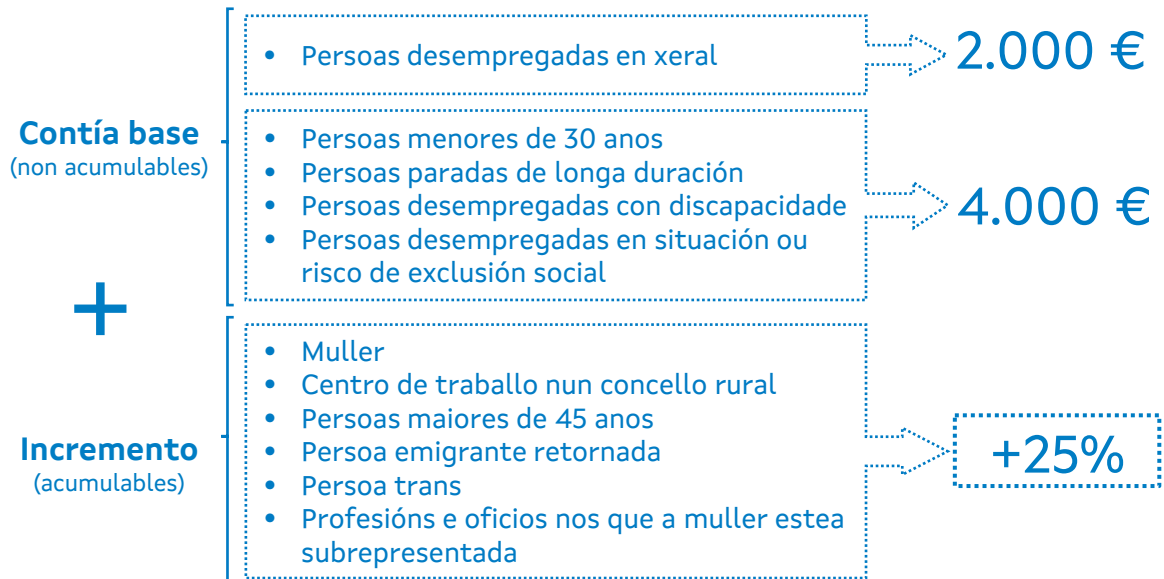 Contía base
(non acumulables)
• Persoas desempregadas en xeral
2.000 €
• Persoas menores de 30 anos
• Persoas paradas de longa duración
• Persoas desempregadas con discapacidade
• Persoas desempregadas en situación ou
risco de exclusión social
4.000 €
+
Incremento
(acumulables)
• Muller
• Centro de traballo nun concello rural
• Persoas maiores de 45 anos
• Persoa emigrante retornada
• Persoa trans
• Profesións e oficios nos que a muller estea
subrepresentada
+25%